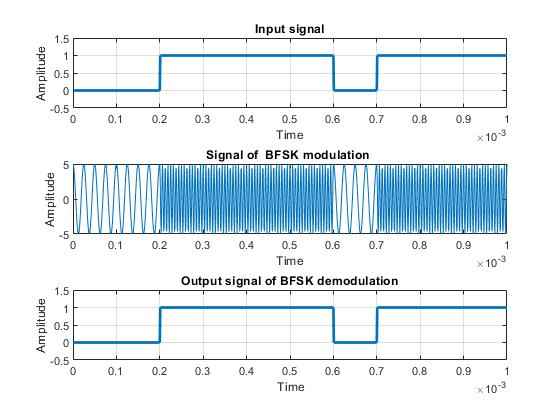 Input signal
1.5
1
0.5
0
-0.5
Amplitude
0 0.1 0.2 0.3 0.4 0.5 0.6 0.7 0.8 0.9 1
Time
×10⁻³
Signal of  BFSK modulation
5
0
-5
Amplitude
0 0.1 0.2 0.3 0.4 0.5 0.6 0.7 0.8 0.9 1
Time
×10⁻³
Output signal of BFSK demodulation
1.5
1
0.5
0
-0.5
Amplitude
0 0.1 0.2 0.3 0.4 0.5 0.6 0.7 0.8 0.9 1
Time
×10⁻³